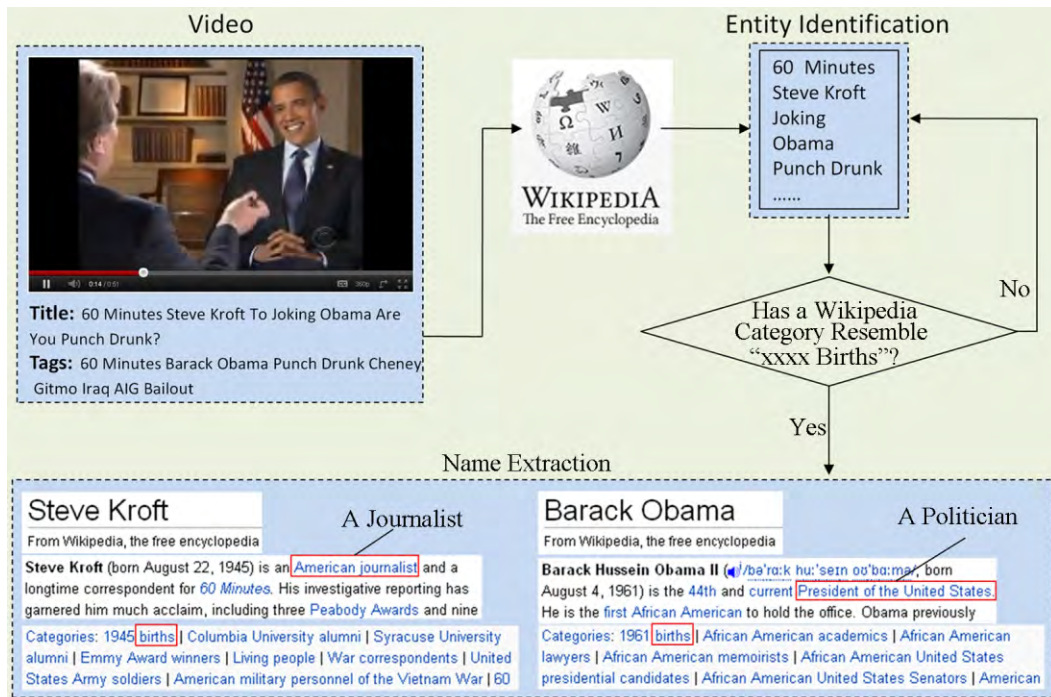 Video
Entity Identification
0:14 / 0:51
360p
Title: 60 Minutes Steve Kroft To Joking Obama Are
You Punch Drunk?
Tags: 60 Minutes Barack Obama Punch Drunk Cheney
Gitmo Iraq AIG Bailout
Ω
W
И
7
WIKIPEDIA
The Free Encyclopedia
60 Minutes
Steve Kroft
Joking
Obama
Punch Drunk
......
Has a Wikipedia
Category Resemble
“xxxx Births”?
No
Yes
Name Extraction
Steve Kroft
From Wikipedia, the free encyclopedia
A Journalist
Steve Kroft (born August 22, 1945) is an American journalist and a
longtime correspondent for 60 Minutes. His investigative reporting has
garnered him much acclaim, including three Peabody Awards and nine
Categories: 1945 births | Columbia University alumni | Syracuse University
alumni | Emmy Award winners | Living people | War correspondents | United
States Army soldiers | American military personnel of the Vietnam War | 60
Barack Obama
From Wikipedia, the free encyclopedia
A Politician
Barack Hussein Obama II (/bəˈrɑːk huːˈseɪn oʊˈbɑːmə/, born
August 4, 1961) is the 44th and current President of the United States.
He is the first African American to hold the office. Obama previously
Categories: 1961 births | African American academics | African American
lawyers | African American memoirists | African American United States
presidential candidates | African American United States Senators | American